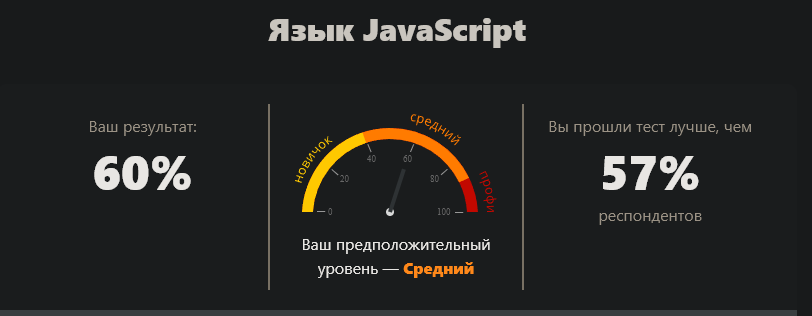 Язык JavaScript
Ваш результат:
60%
новичок
средний
профи
0
20
40
60
80
100
Ваш предположительный
уровень — Средний
Вы прошли тест лучше, чем
57%
респондентов